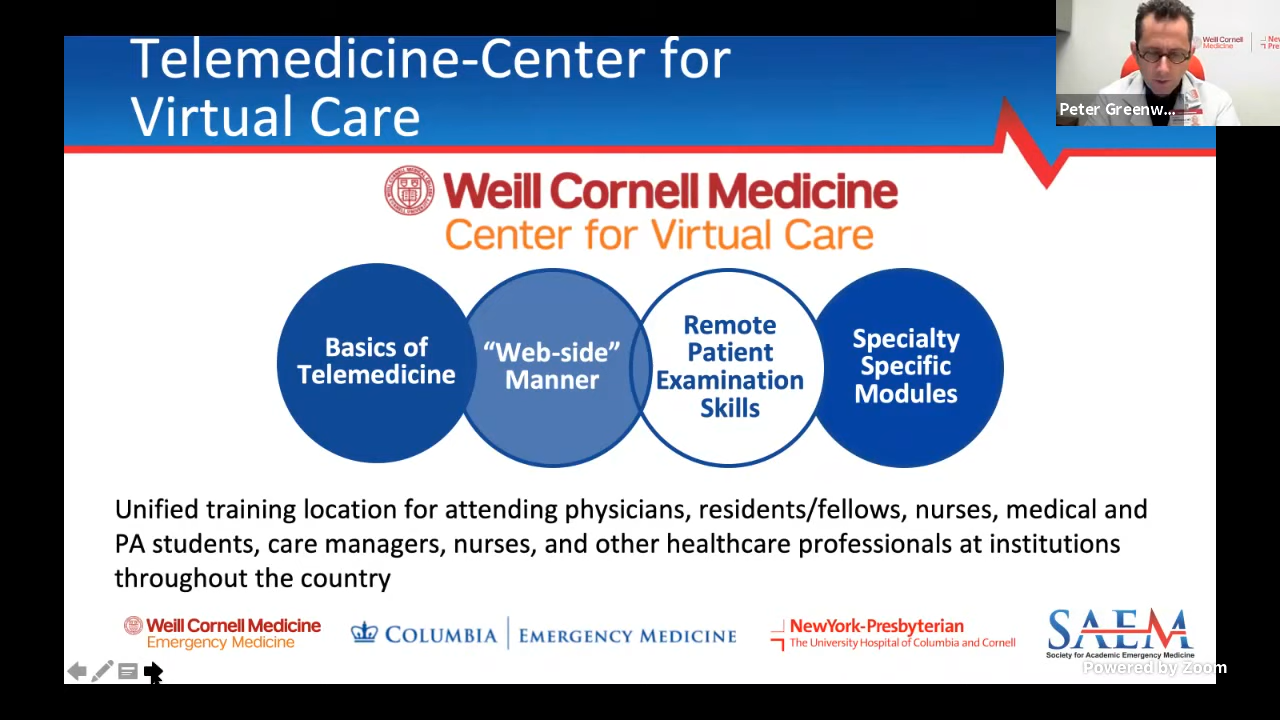 Telemedicine-Center for
Virtual Care
Weill Cornell
Medicine
Peter Greenw...
Weill Cornell Medicine
Center for Virtual Care
Basics of
Telemedicine
“Web-side”
Manner
Remote
Patient
Examination
Skills
Specialty
Specific
Modules
Unified training location for attending physicians, residents/fellows, nurses, medical and
PA students, care managers, nurses, and other healthcare professionals at institutions
throughout the country
Weill Cornell Medicine
Emergency Medicine
COLUMBIA
EMERGENCY MEDICINE
NewYork-Presbyterian
The University Hospital of Columbia and Cornell
SAEM
Society for Academic Emergency Medicine
Powered by Zoom